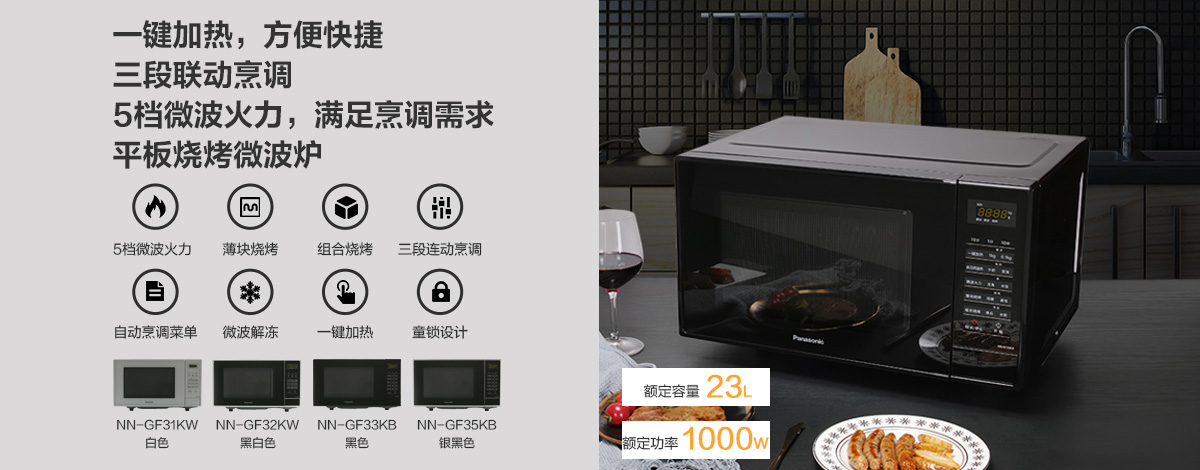 一键加热，方便快捷
三段联动烹调
5档微波火力，满足烹调需求
平板烧烤微波炉
5档微波火力 薄块烧烤 组合烧烤 三段连动烹调
自动烹调菜单 微波解冻 一键加热 童锁设计
NN-GF31KW NN-GF32KW NN-GF33KB NN-GF35KB
白色 黑白色 黑色 银黑色
Panasonic
额定容量 23L
额定功率 1000W